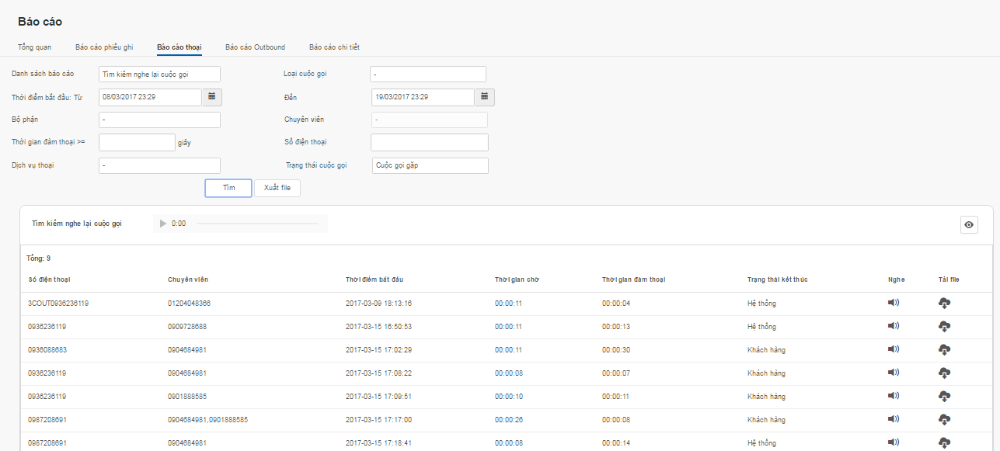 Báo cáo
Tổng quan Báo cáo phiếu ghi Báo cáo thoại Báo cáo Outbound Báo cáo chi tiết
Danh sách báo cáo Tìm kiếm nghe lại cuộc gọi Loại cuộc gọi -
Thời điểm bắt đầu: Từ 08/03/2017 23:29 Đến 19/03/2017 23:29
Bộ phận - Chuyên viên -
Thời gian đàm thoại >= giây Số điện thoại
Dịch vụ thoại - Trạng thái cuộc gọi Cuộc gọi gặp
Tìm Xuất file
Tìm kiếm nghe lại cuộc gọi 0:00
Tổng: 9
Số điện thoại Chuyên viên Thời điểm bắt đầu Thời gian chờ Thời gian đàm thoại Trạng thái kết thúc Nghe Tải file
3COUT0936236119 01204048366 2017-03-09 18:13:16 00:00:11 00:00:04 Hệ thống
0936236119 0909728688 2017-03-15 16:50:53 00:00:11 00:00:13 Hệ thống
0936088683 0904684981 2017-03-15 17:02:29 00:00:11 00:00:30 Khách hàng
0936236119 0904684981 2017-03-15 17:08:22 00:00:08 00:00:07 Khách hàng
0936236119 0901888585 2017-03-15 17:09:51 00:00:10 00:00:11 Khách hàng
0987208691 0904684981,0901888585 2017-03-15 17:17:00 00:00:26 00:00:08 Khách hàng
0987208691 0904684981 2017-03-15 17:18:41 00:00:08 00:00:14 Hệ thống